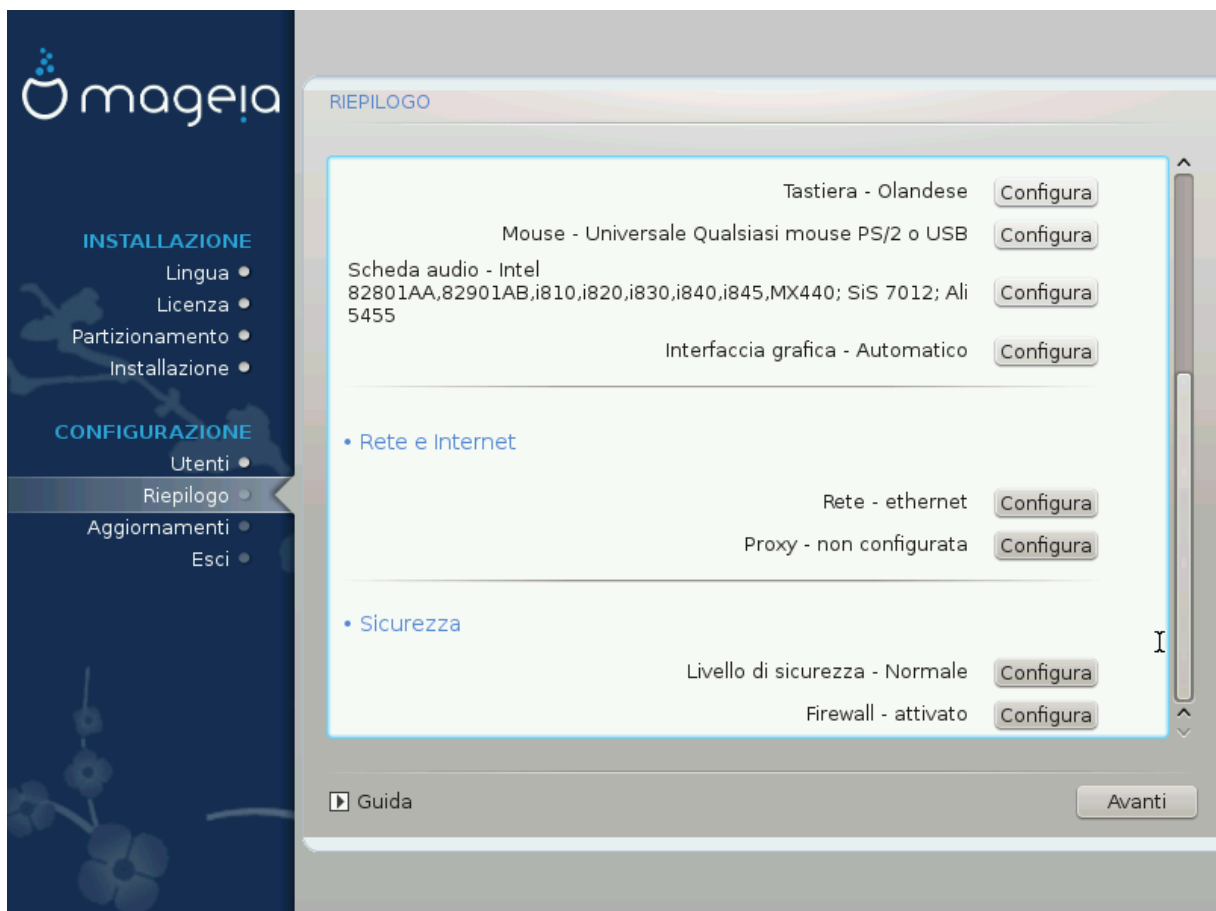 mageia
INSTALLAZIONE
Lingua
Licenza
Partizionamento
Installazione
CONFIGURAZIONE
Utenti
Riepilogo
Aggiornamenti
Esci
RIEPILOGO
Tastiera - Olandese Configura
Mouse - Universale Qualsiasi mouse PS/2 o USB Configura
Scheda audio - Intel
82801AA,82901AB,i810,i820,i830,i840,i845,MX440; SiS 7012; Ali Configura
5455
Interfaccia grafica - Automatico Configura
• Rete e Internet
Rete - ethernet Configura
Proxy - non configurata Configura
• Sicurezza
Livello di sicurezza - Normale Configura
Firewall - attivato Configura
Guida
Avanti